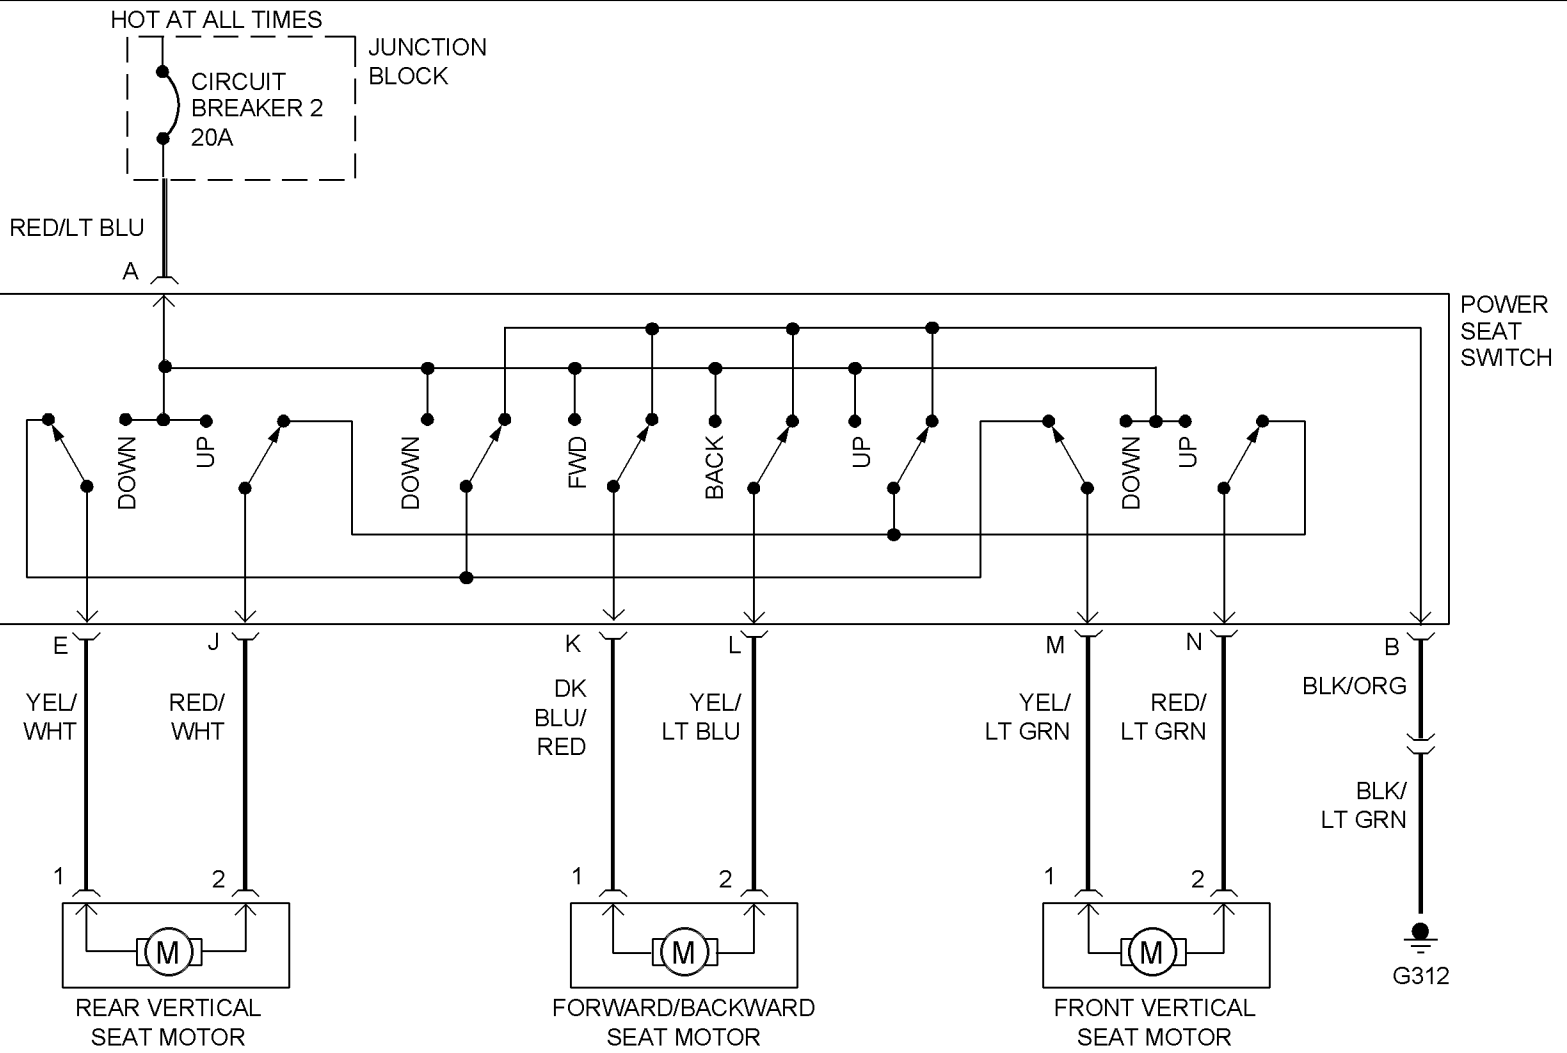 HOT AT ALL TIMES
JUNCTION
BLOCK
CIRCUIT
BREAKER 2
20A
RED/LT BLU
A
POWER
SEAT
SWITCH
DOWN
UP
DOWN
FWD
BACK
UP
DOWN
UP
E
J
K
L
M
N
B
YEL/
WHT
RED/
WHT
DK
BLU/
RED
YEL/
LT BLU
YEL/
LT GRN
RED/
LT GRN
BLK/ORG
BLK/
LT GRN
1
2
1
2
1
2
M
M
M
G312
REAR VERTICAL
SEAT MOTOR
FORWARD/BACKWARD
SEAT MOTOR
FRONT VERTICAL
SEAT MOTOR